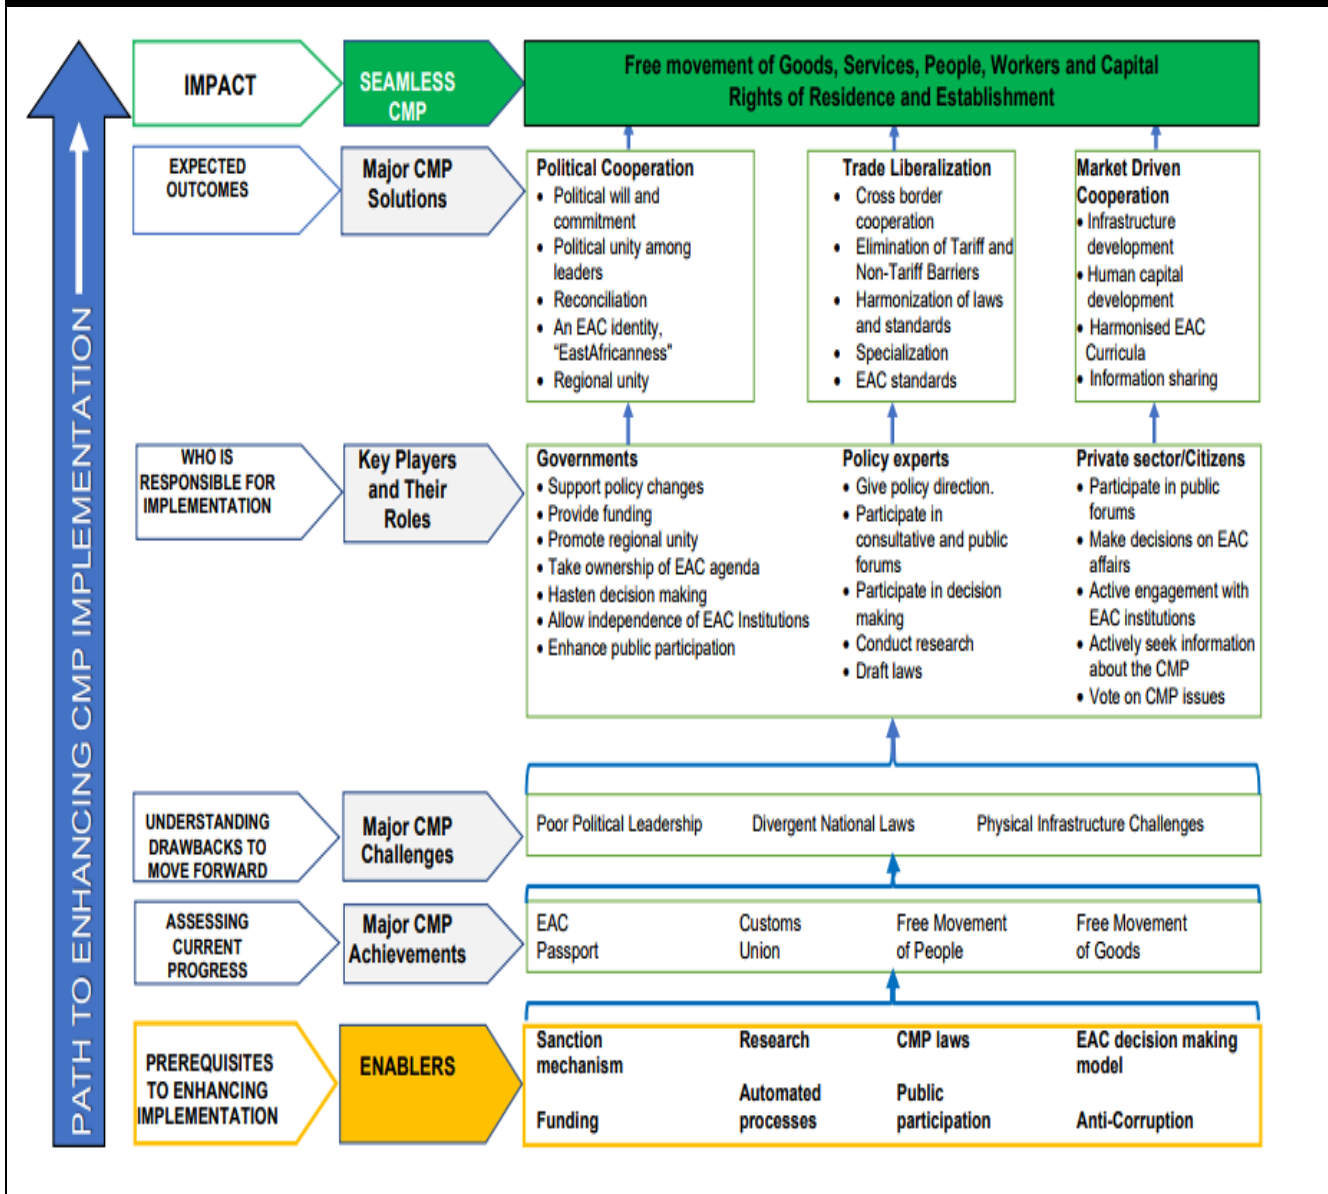 PATH TO ENHANCING CMP IMPLEMENTATION
IMPACT
SEAMLESS
CMP
Free movement of Goods, Services, People, Workers and Capital
Rights of Residence and Establishment
EXPECTED
OUTCOMES
Major CMP
Solutions
Political Cooperation
• Political will and
commitment
• Political unity among
leaders
• Reconciliation
• An EAC identity,
“EastAfricanness”
• Regional unity
Trade Liberalization
• Cross border
cooperation
• Elimination of Tariff and
Non-Tariff Barriers
• Harmonization of laws
and standards
• Specialization
• EAC standards
Market Driven
Cooperation
• Infrastructure
development
• Human capital
development
• Harmonised EAC
Curricula
• Information sharing
WHO IS
RESPONSIBLE FOR
IMPLEMENTATION
Key Players
and Their
Roles
Governments
• Support policy changes
• Provide funding
• Promote regional unity
• Take ownership of EAC agenda
• Hasten decision making
• Allow independence of EAC Institutions
• Enhance public participation
Policy experts
• Give policy direction.
• Participate in
consultative and public
forums
• Participate in decision
making
• Conduct research
• Draft laws
Private sector/Citizens
• Participate in public
forums
• Make decisions on EAC
affairs
• Active engagement with
EAC institutions
• Actively seek information
about the CMP
• Vote on CMP issues
UNDERSTANDING
DRAWBACKS TO
MOVE FORWARD
Major CMP
Challenges
Poor Political Leadership
Divergent National Laws
Physical Infrastructure Challenges
ASSESSING
CURRENT
PROGRESS
Major CMP
Achievements
EAC
Passport
Customs
Union
Free Movement
of People
Free Movement
of Goods
PREREQUISITES
TO ENHANCING
IMPLEMENTATION
ENABLERS
Sanction
mechanism
Funding
Research
Automated
processes
CMP laws
Public
participation
EAC decision making
model
Anti-Corruption